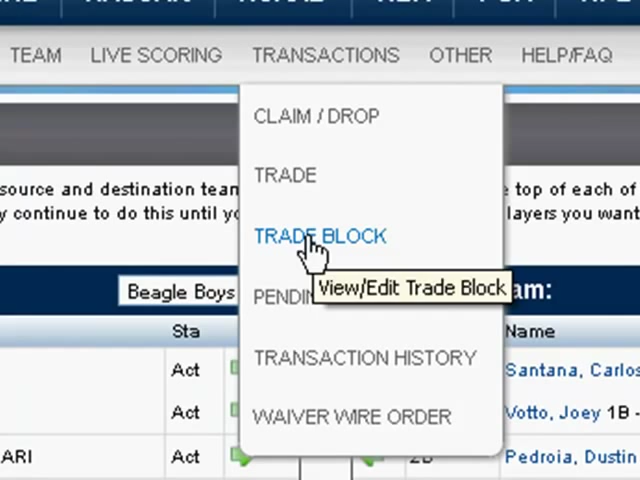 TEAM LIVE SCORING TRANSACTIONS OTHER HELP/FAQ
CLAIM / DROP
TRADE
source and destination team top of each of
y continue to do this until layers you want
TRADE BLOCK
View/Edit Trade Block
Beagle Boys
Sta Name
TRANSACTION HISTORY
Act Santana, Carlos
Act Votto, Joey 1B -
WAIVER WIRE ORDER
ARI Act 2B Pedroia, Dustin